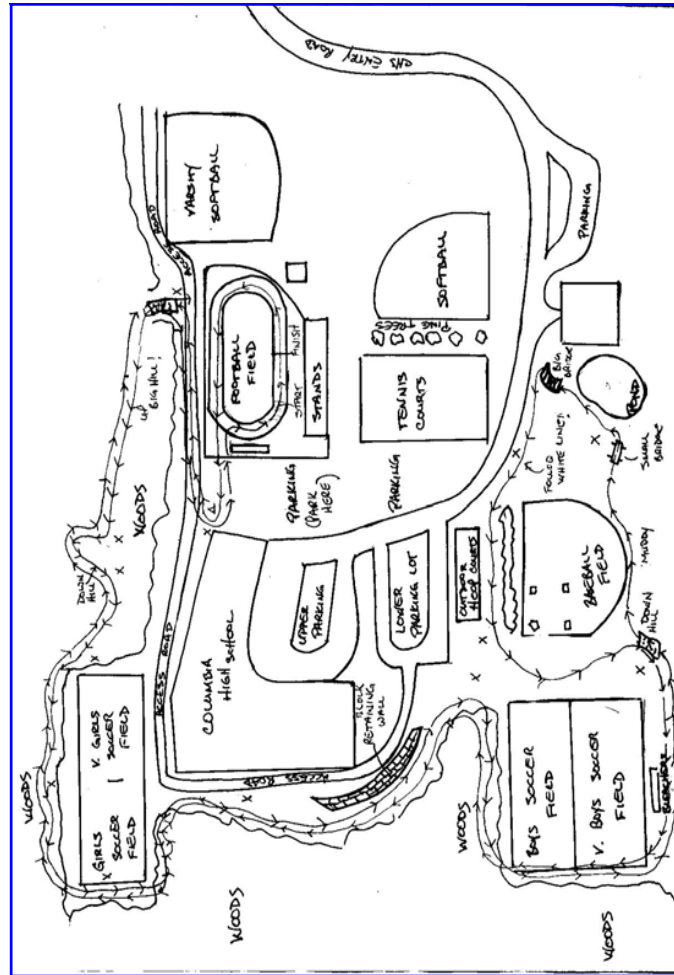 CHS ENTRY ROAD
VARSITY
SOFTBALL
ACCESS ROAD
PARKING
SOFTBALL
PINE TREES
FOOTBALL
FIELD
FINISH
START
STANDS
TENNIS
COURTS
BIG
BRIDGE
POND
SMALL
BRIDGE
FOLLOW
WHITE LINE!
UP
BIG HILL!
WOODS
DOWN
HILL
PARKING
(PARK
HERE)
PARKING
ACCESS ROAD
COLUMBIA
HIGH SCHOOL
UPPER
PARKING
LOWER
PARKING LOT
OUTDOOR
HOOP COURTS
BASEBALL
FIELD
MUDDY
DOWN
HILL
BLOCK
RETAINING
WALL
ACCESS
ROAD
V. GIRLS
SOCCER
FIELD
GIRLS
SOCCER
FIELD
WOODS
WOODS
WOODS
BOYS SOCCER
FIELD
V. BOYS SOCCER
FIELD
BLEACHERS
WOODS